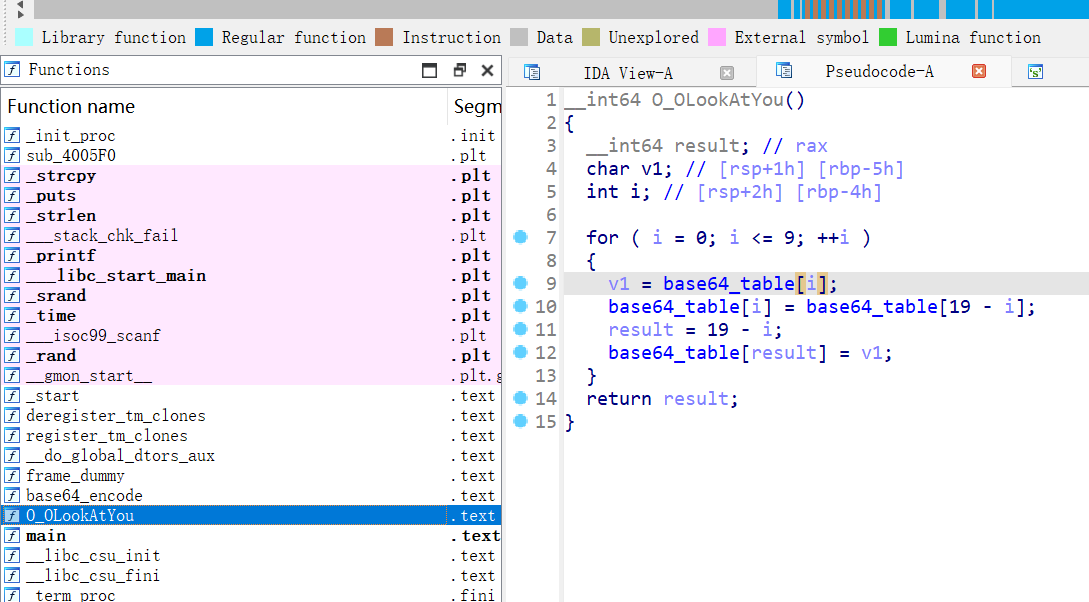 Library function Regular function Instruction Data Unexplored External symbol Lumina function
Functions
Function name Segm
_init_proc .init
sub_4005F0 .plt
_strcpy .plt
_puts .plt
_strlen .plt
___stack_chk_fail .plt
_printf .plt
___libc_start_main .plt
_srand .plt
_time .plt
___isoc99_scanf .plt
_rand .plt
__gmon_start__ .plt.g
_start .text
deregister_tm_clones .text
register_tm_clones .text
__do_global_dtors_aux .text
frame_dummy .text
base64_encode .text
O_OLookAtYou .text
main .text
__libc_csu_init .text
__libc_csu_fini .text
_term_proc .fini
IDA View-A Pseudocode-A 's'
1 __int64 O_OLookAtYou()
2 {
3 __int64 result; // rax
4 char v1; // [rsp+1h] [rbp-5h]
5 int i; // [rsp+2h] [rbp-4h]
6
7 for ( i = 0; i <= 9; ++i )
8 {
9 v1 = base64_table[i];
10 base64_table[i] = base64_table[19 - i];
11 result = 19 - i;
12 base64_table[result] = v1;
13 }
14 return result;
15 }